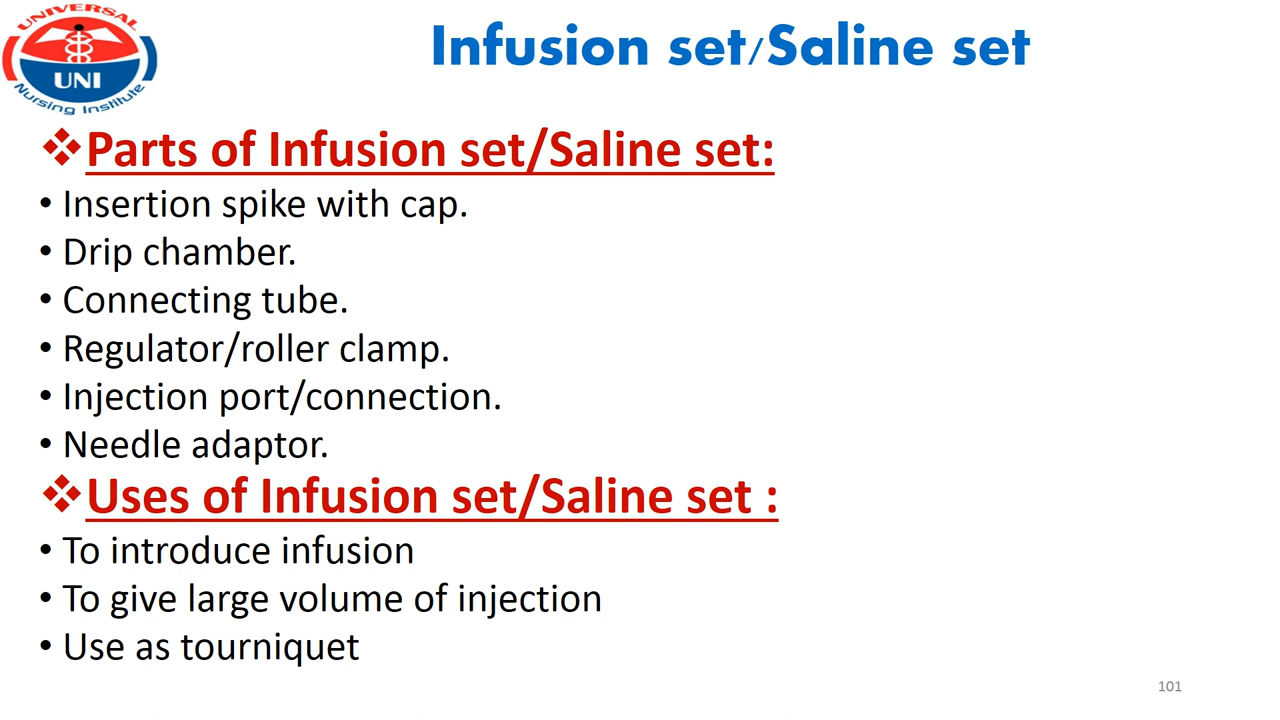 UNIVERSAL
UNI
Nursing Institute
Infusion set/Saline set
❖Parts of Infusion set/Saline set:
• Insertion spike with cap.
• Drip chamber.
• Connecting tube.
• Regulator/roller clamp.
• Injection port/connection.
• Needle adaptor.
❖Uses of Infusion set/Saline set :
• To introduce infusion
• To give large volume of injection
• Use as tourniquet
101